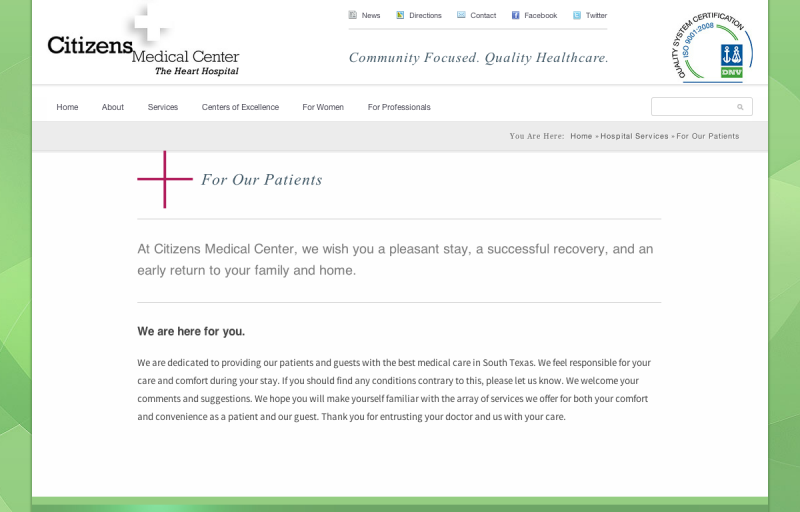 News Directions Contact Facebook Twitter
Citizens
Medical Center
The Heart Hospital
Community Focused. Quality Healthcare.
QUALITY SYSTEM CERTIFICATION
ISO 9001:2008
DNV
Home About Services Centers of Excellence For Women For Professionals
You Are Here: Home » Hospital Services » For Our Patients
For Our Patients
At Citizens Medical Center, we wish you a pleasant stay, a successful recovery, and an
early return to your family and home.
We are here for you.
We are dedicated to providing our patients and guests with the best medical care in South Texas. We feel responsible for your
care and comfort during your stay. If you should find any conditions contrary to this, please let us know. We welcome your
comments and suggestions. We hope you will make yourself familiar with the array of services we offer for both your comfort
and convenience as a patient and our guest. Thank you for entrusting your doctor and us with your care.